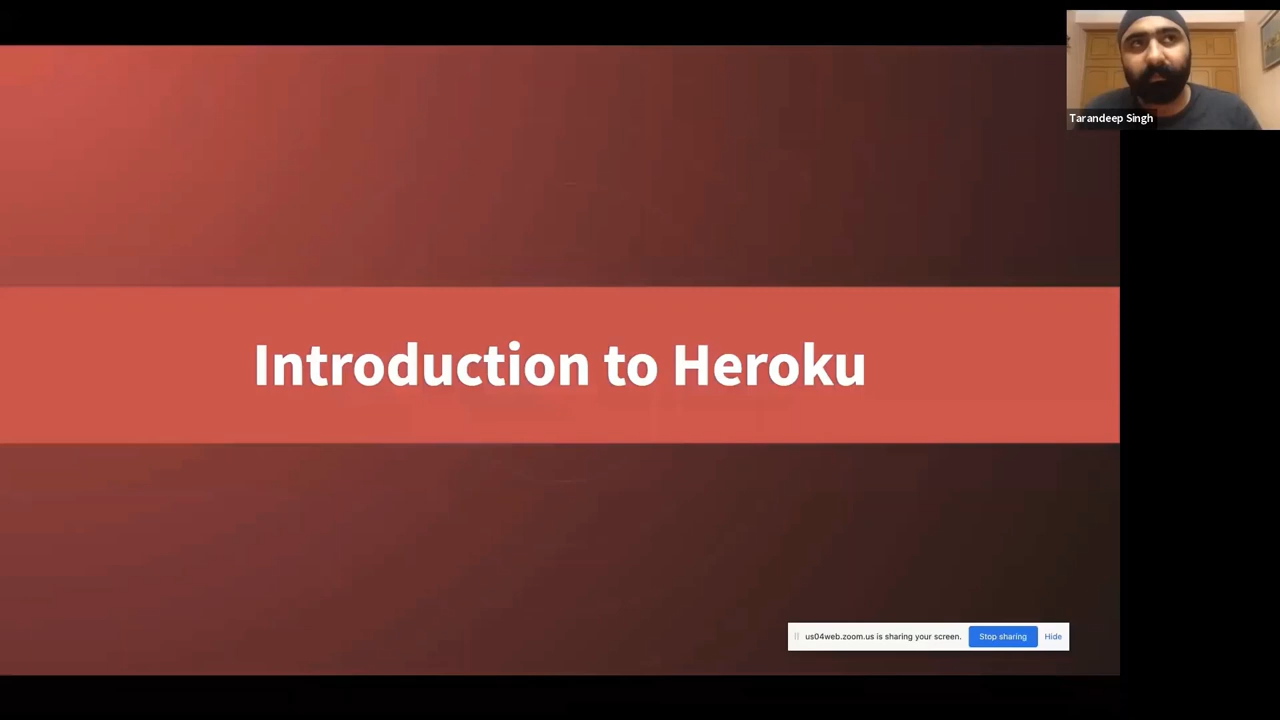 Tarandeep Singh
Introduction to Heroku
us04web.zoom.us is sharing your screen. Stop sharing Hide